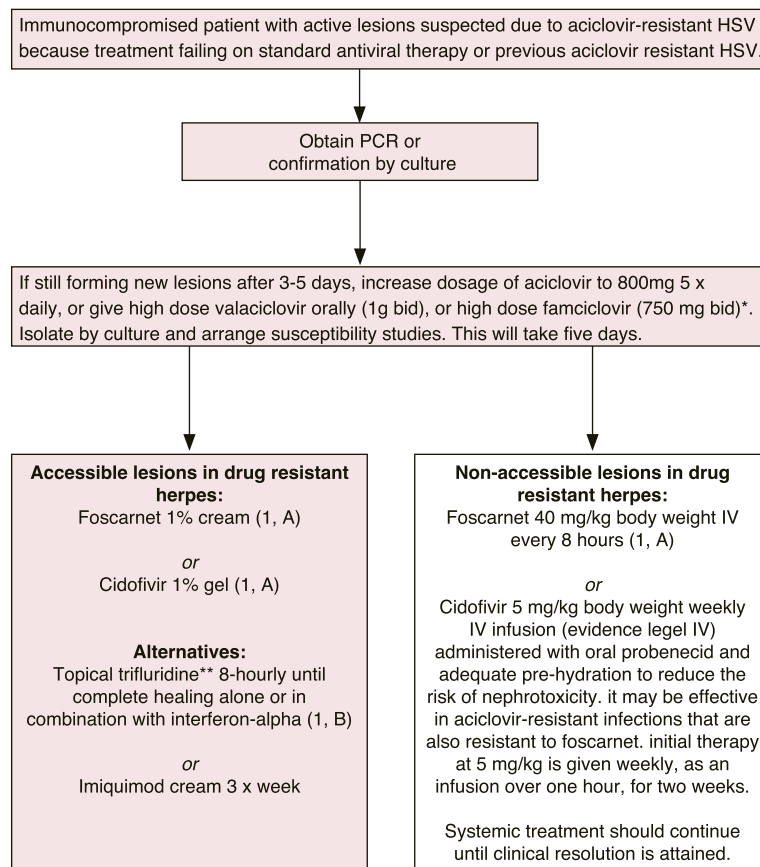 Immunocompromised patient with active lesions suspected due to aciclovir-resistant HSV
because treatment failing on standard antiviral therapy or previous aciclovir resistant HSV.
Obtain PCR or
confirmation by culture
If still forming new lesions after 3-5 days, increase dosage of aciclovir to 800mg 5 x
daily, or give high dose valaciclovir orally (1g bid), or high dose famciclovir (750 mg bid)*.
Isolate by culture and arrange susceptibility studies. This will take five days.
Accessible lesions in drug resistant
herpes:
Foscarnet 1% cream (1, A)
or
Cidofivir 1% gel (1, A)
Alternatives:
Topical trifluridine** 8-hourly until
complete healing alone or in
combination with interferon-alpha (1, B)
or
Imiquimod cream 3 x week
Non-accessible lesions in drug
resistant herpes:
Foscarnet 40 mg/kg body weight IV
every 8 hours (1, A)
or
Cidofivir 5 mg/kg body weight weekly
IV infusion (evidence legel IV)
administered with oral probenecid and
adequate pre-hydration to reduce the
risk of nephrotoxicity. it may be effective
in aciclovir-resistant infections that are
also resistant to foscarnet. initial therapy
at 5 mg/kg is given weekly, as an
infusion over one hour, for two weeks.
Systemic treatment should continue
until clinical resolution is attained.